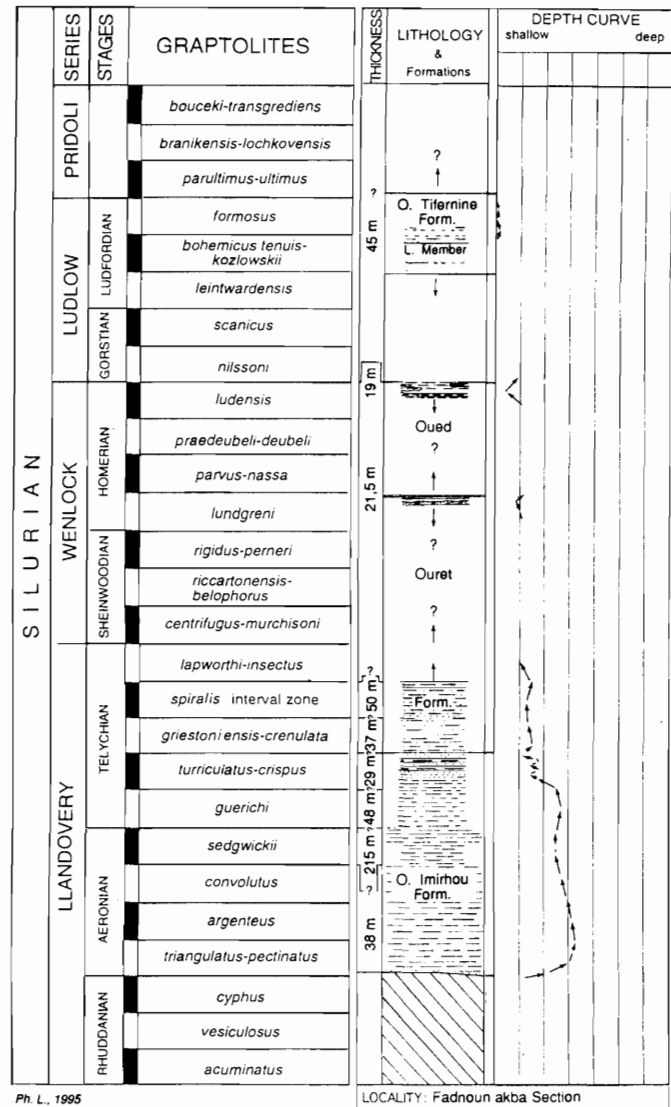 SERIES
STAGES
GRAPTOLITES
THICKNESS
LITHOLOGY
&
Formations
DEPTH CURVE
shallow
deep
SILURIAN
PRIDOLI
bouceki-transgrediens
branikensis-lochkovensis
parultimus-ultimus
LUDLOW
LUDFORDIAN
formosus
bohemicus tenuis-
kozlowskii
leintwardensis
GORSTIAN
scanicus
nilssoni
WENLOCK
HOMERIAN
ludensis
praedeubeli-deubeli
parvus-nassa
lundgreni
SHEINWOODIAN
rigidus-perneri
riccartonensis-
belophorus
centrifugus-murchisoni
LLANDOVERY
TELYCHIAN
lapworthi-insectus
spiralis interval zone
griestoniensis-crenulata
turriculatus-crispus
guerichi
AERONIAN
sedgwickii
convolutus
argenteus
triangulatus-pectinatus
RHUDDANIAN
cyphus
vesiculosus
acuminatus
?
45 m
19 m
21,5 m
?
50 m
37 m?
29 m?
48 m?
215 m?
?
38 m
?
O. Tifernine
Form.
L. Member
Oued
?
?
Ouret
?
Form.
O. Imirhou
Form.
Ph. L., 1995
LOCALITY: Fadnoun akba Section